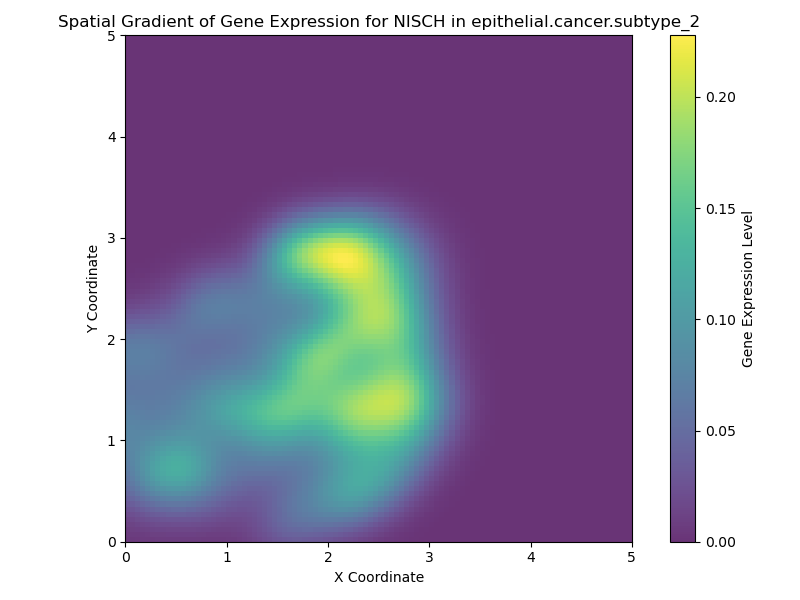 Spatial Gradient of Gene Expression for NISCH in epithelial.cancer.subtype_2
5
4
3
2
1
0
Y Coordinate
0 1 2 3 4 5
X Coordinate
0.20
0.15
0.10
0.05
0.00
Gene Expression Level